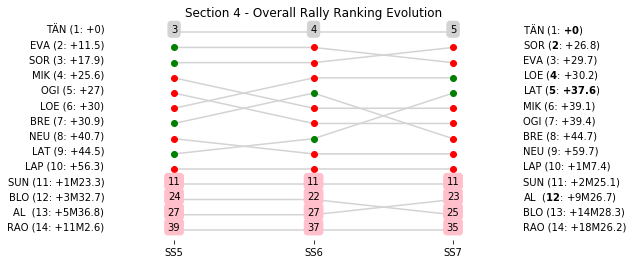 Section 4 - Overall Rally Ranking Evolution
TÄN (1: +0) 3 4 5 TÄN (1: +0)
EVA (2: +11.5) SOR (2: +26.8)
SOR (3: +17.9) EVA (3: +29.7)
MIK (4: +25.6) LOE (4: +30.2)
OGI (5: +27) LAT (5: +37.6)
LOE (6: +30) MIK (6: +39.1)
BRE (7: +30.9) OGI (7: +39.4)
NEU (8: +40.7) BRE (8: +44.7)
LAT (9: +44.5) NEU (9: +59.7)
LAP (10: +56.3) LAP (10: +1M7.4)
SUN (11: +1M23.3) 11 11 11 SUN (11: +2M25.1)
BLO (12: +3M32.7) 24 22 23 AL (12: +9M26.7)
AL (13: +5M36.8) 27 27 25 BLO (13: +14M28.3)
RAO (14: +11M2.6) 39 37 35 RAO (14: +18M26.2)
SS5 SS6 SS7